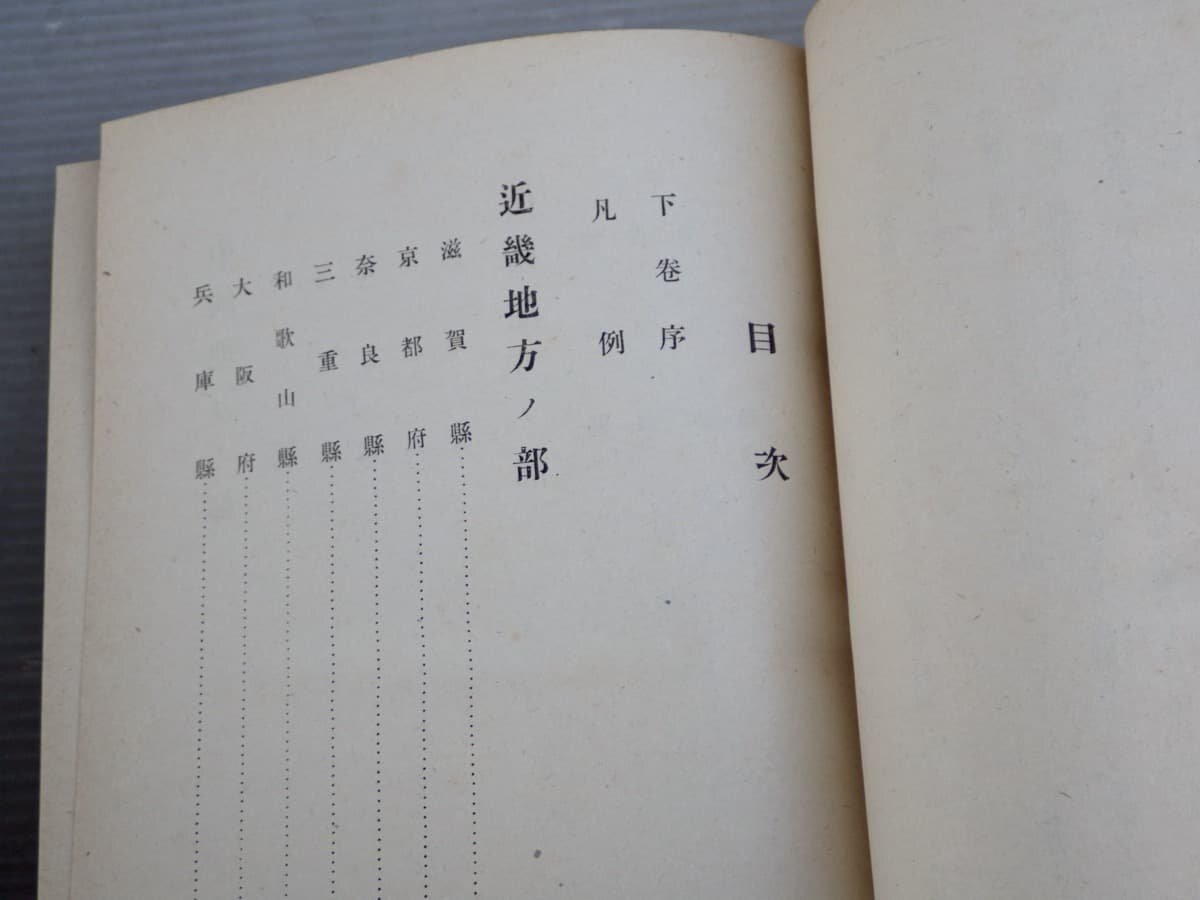 目次
下卷序
凡例
近畿地方ノ部
滋賀縣………………………
京都府………………………
奈良縣………………………
三重縣………………………
和歌山縣………………………
大阪府………………………
兵庫縣………………………